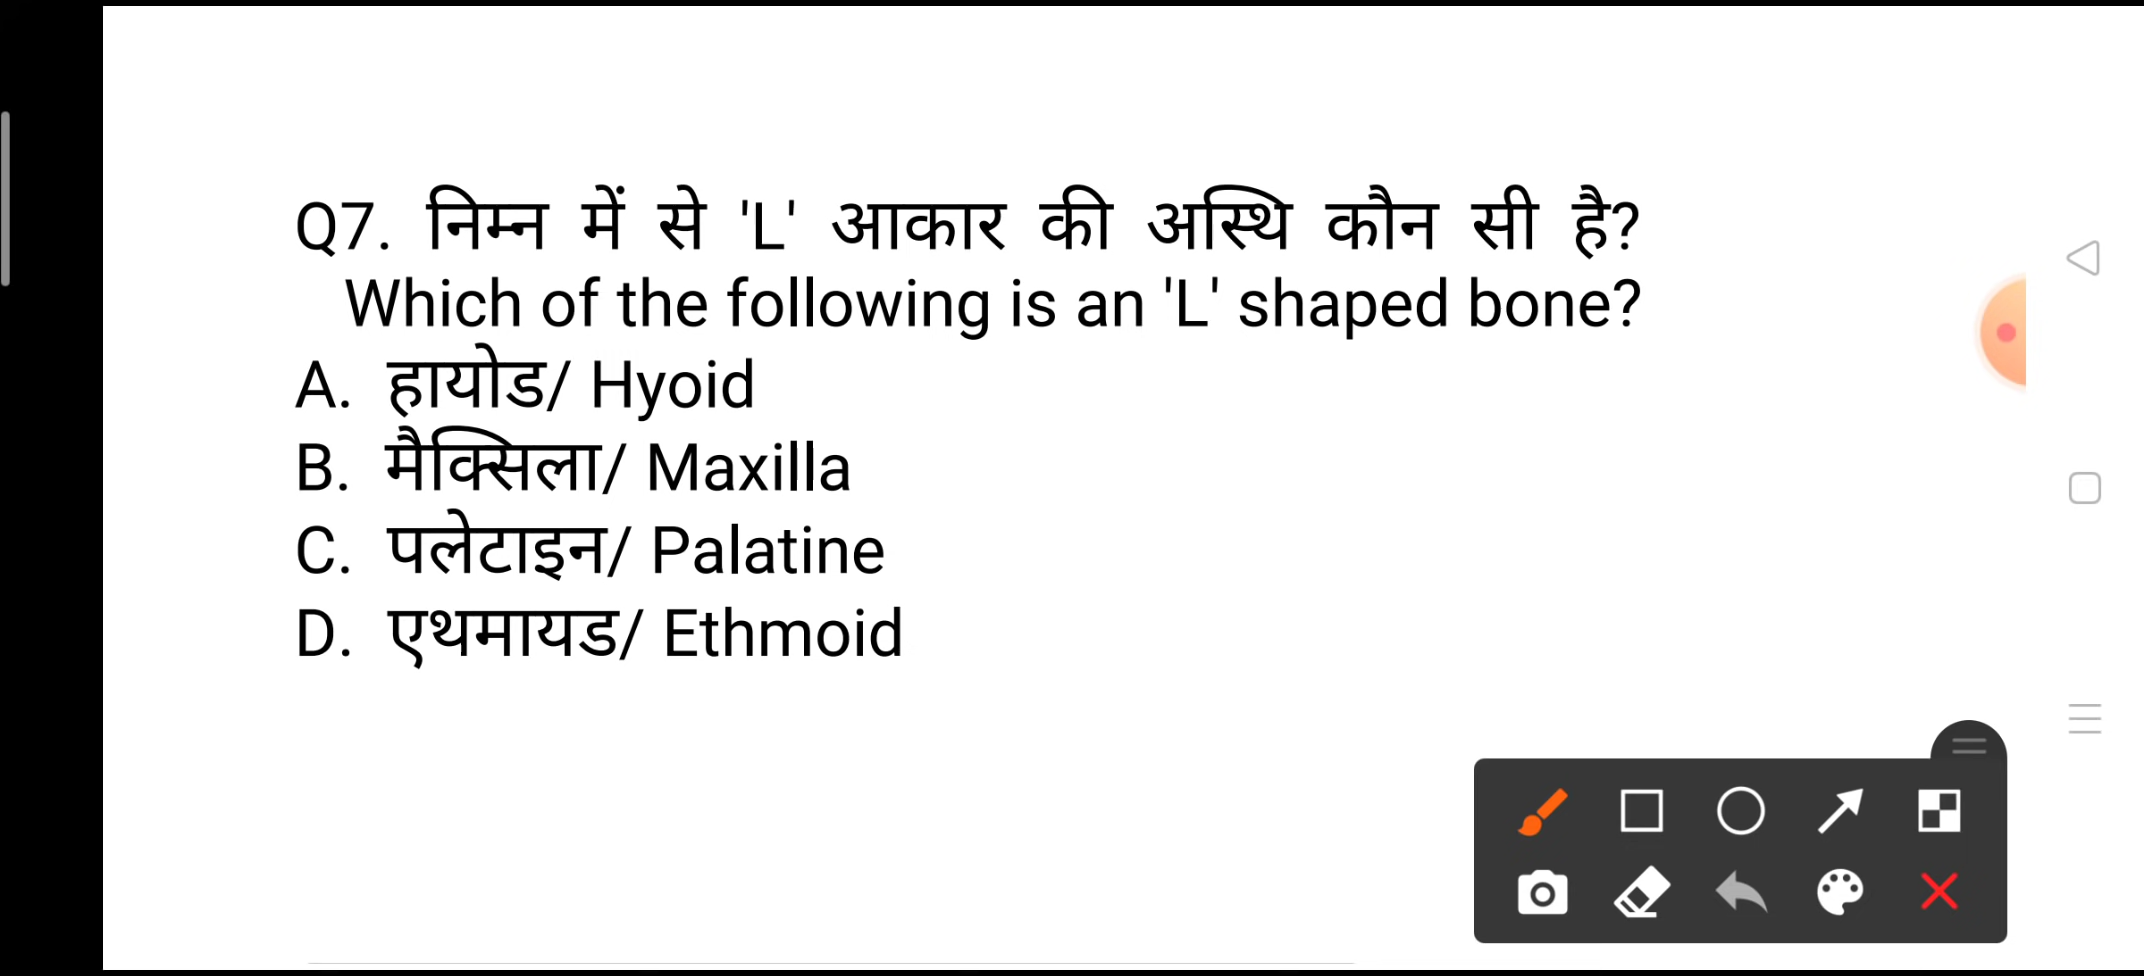 Q7. निम्न में से 'L' आकार की अस्थि कौन सी है?
Which of the following is an 'L' shaped bone?
A. हायोड/ Hyoid
B. मैक्सिला/ Maxilla
C. पलेटाइन/ Palatine
D. एथमायड/ Ethmoid